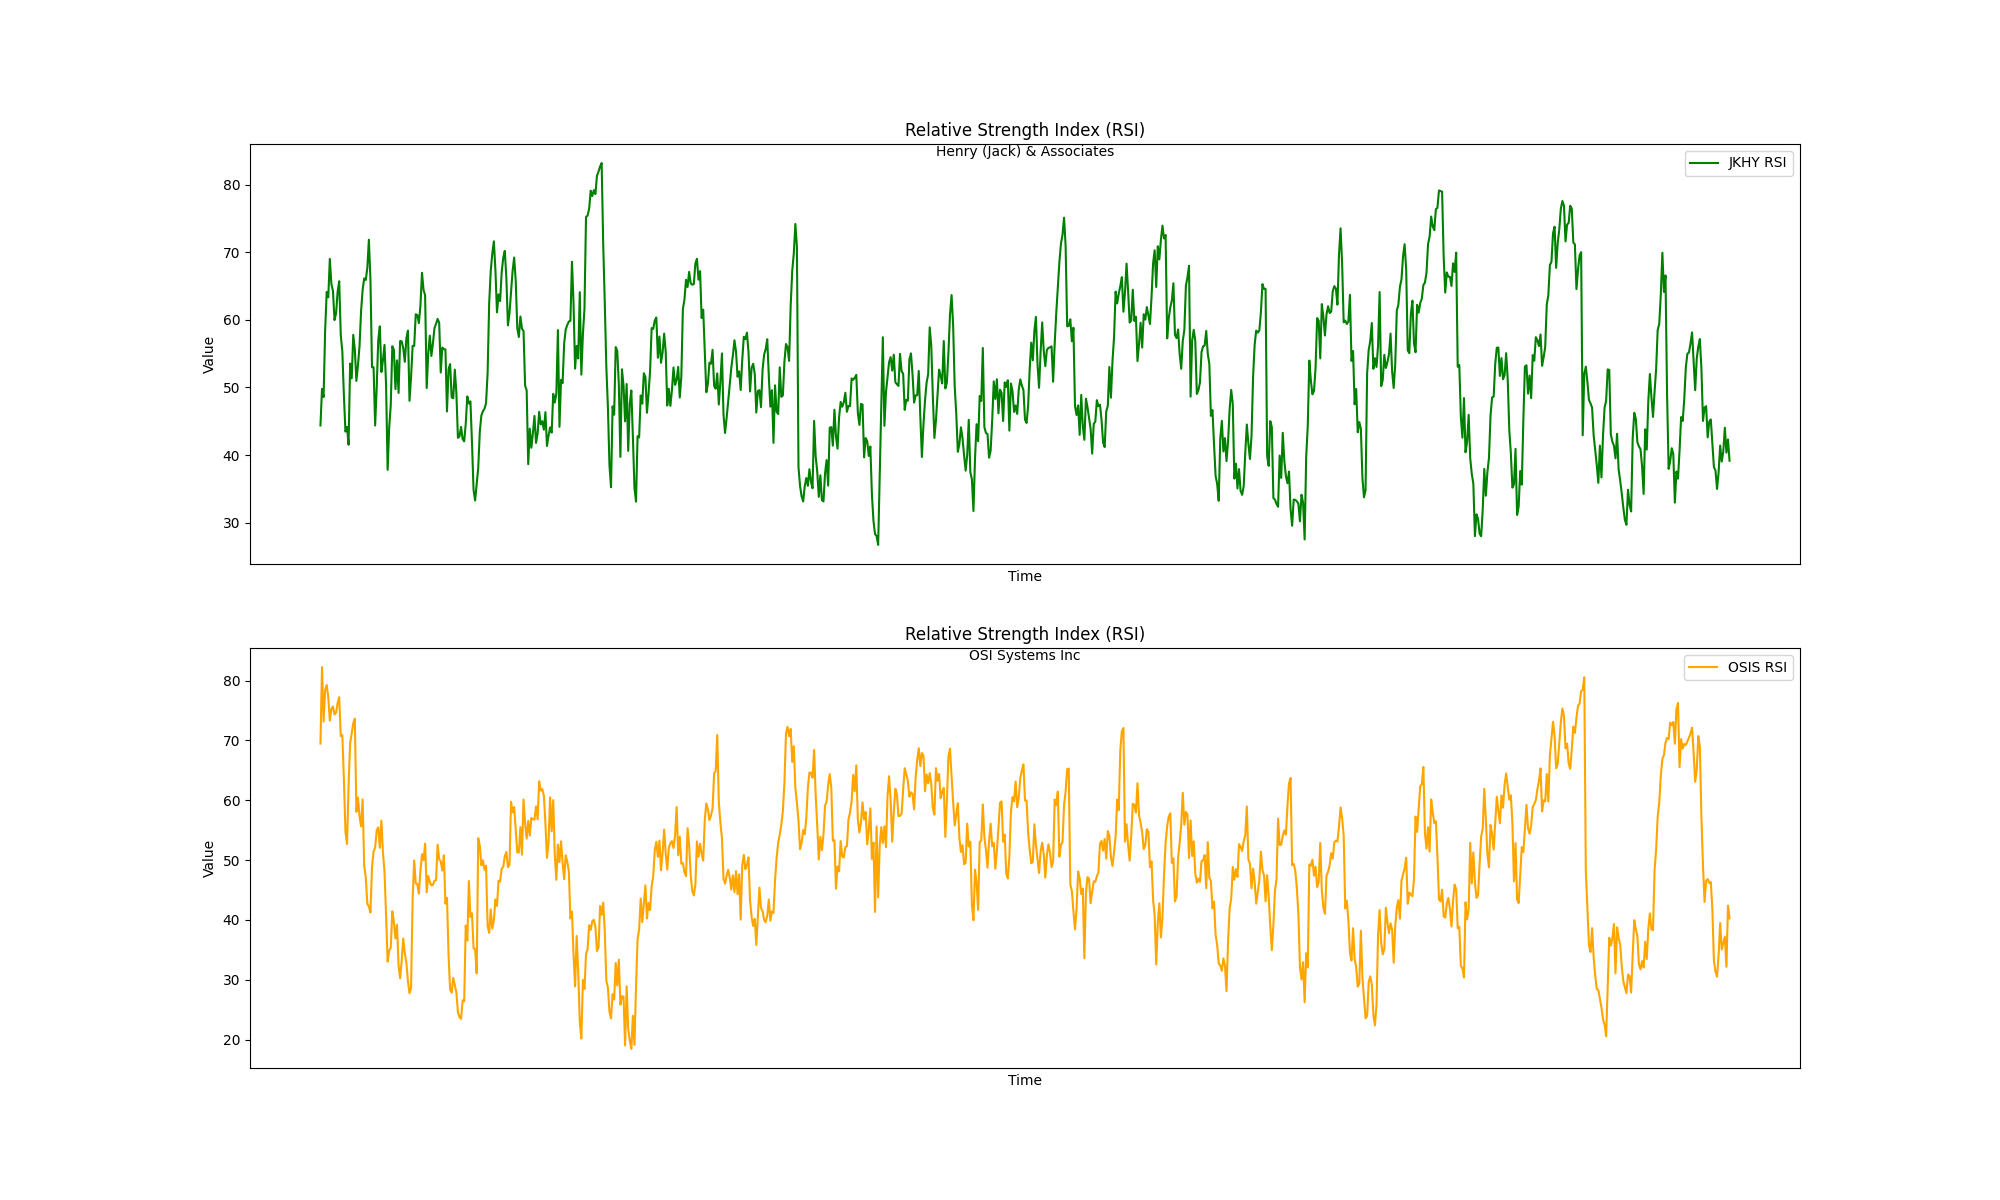 Relative Strength Index (RSI)
Henry (Jack) & Associates
JKHY RSI
80
70
60
50
40
30
Value
Time
Relative Strength Index (RSI)
OSI Systems Inc
OSIS RSI
80
70
60
50
40
30
20
Value
Time